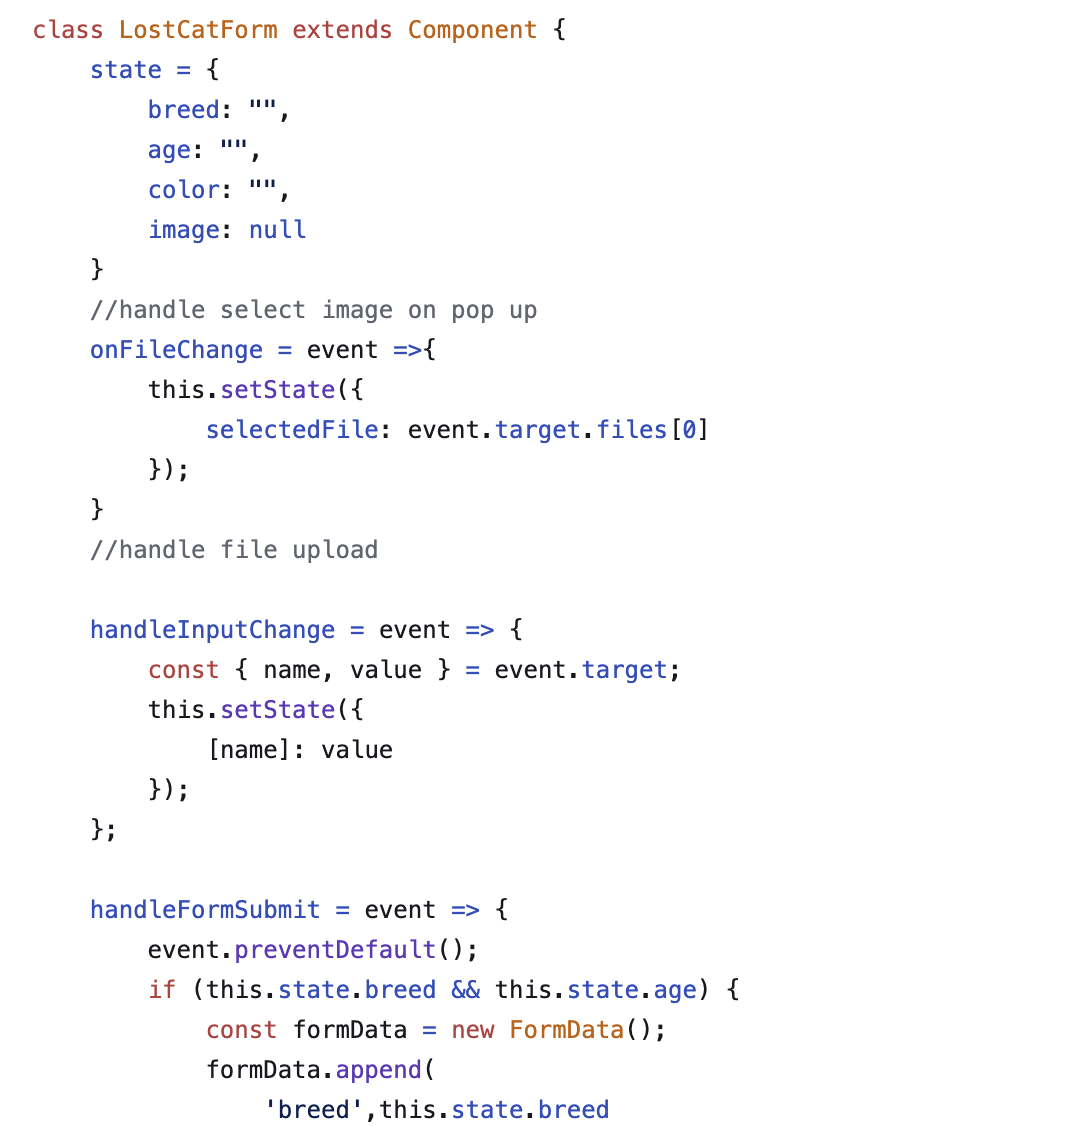 class LostCatForm extends Component {
    state = {
        breed: "",
        age: "",
        color: "",
        image: null
    }
    //handle select image on pop up
    onFileChange = event =>{
        this.setState({
            selectedFile: event.target.files[0]
        });
    }
    //handle file upload

    handleInputChange = event => {
        const { name, value } = event.target;
        this.setState({
            [name]: value
        });
    };

    handleFormSubmit = event => {
        event.preventDefault();
        if (this.state.breed && this.state.age) {
            const formData = new FormData();
            formData.append(
                'breed',this.state.breed